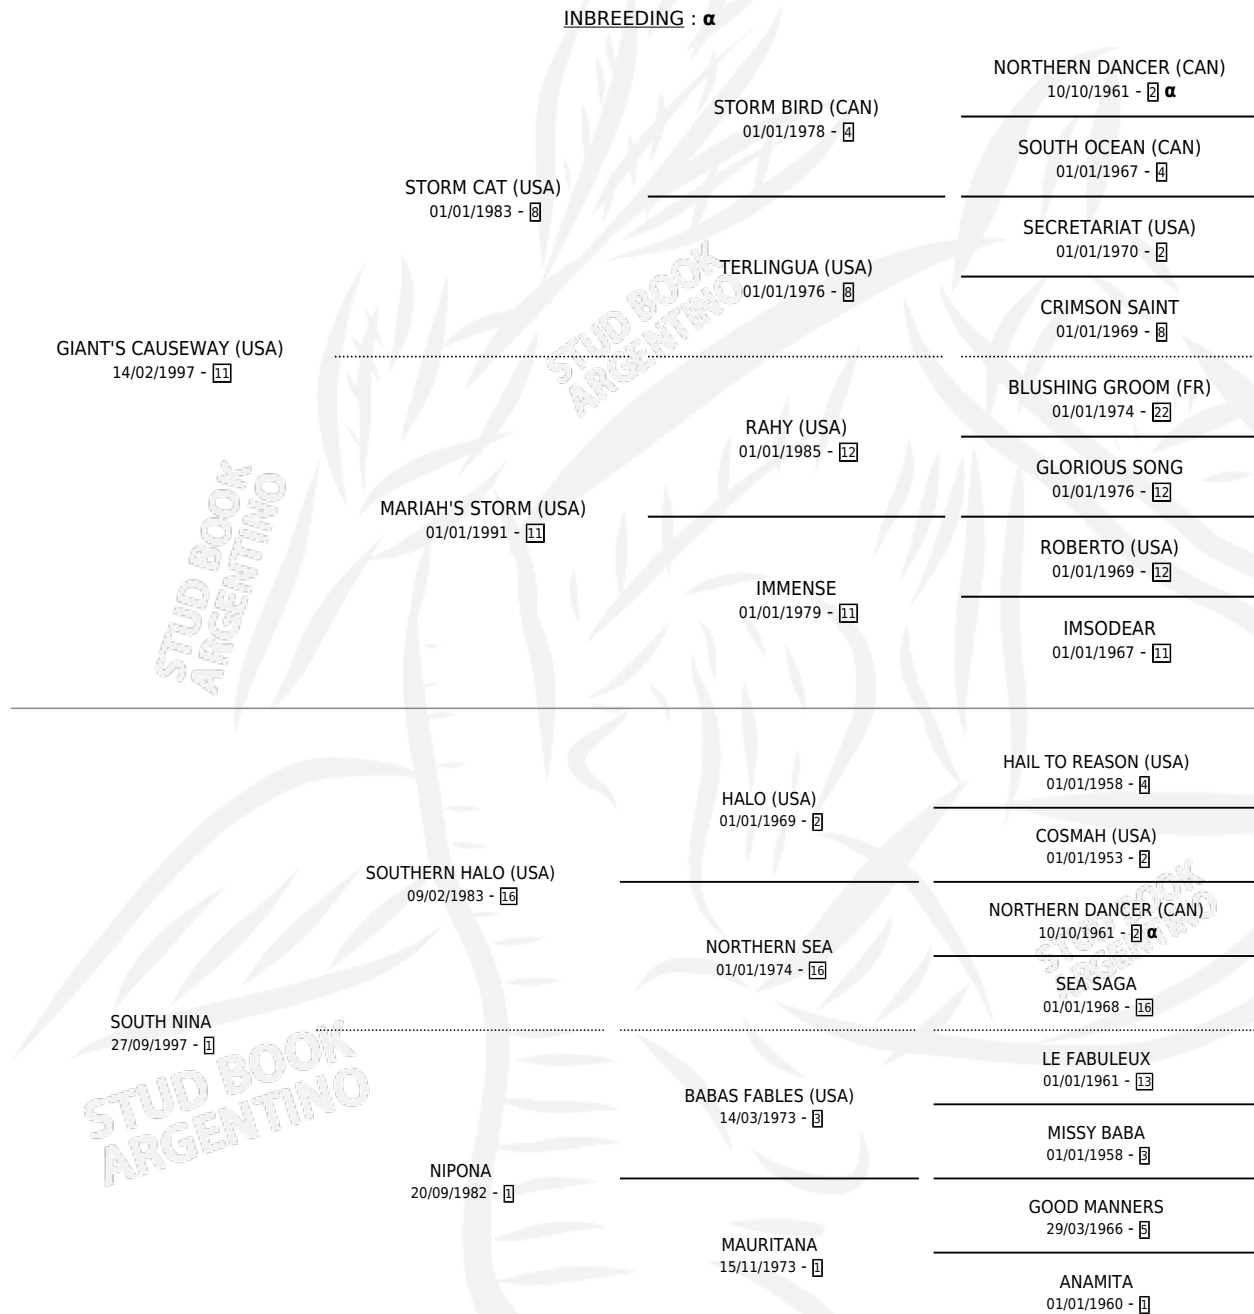 INBREEDING : α
NORTHERN DANCER (CAN)
10/10/1961 - 2 α
STORM BIRD (CAN)
01/01/1978 - 4
SOUTH OCEAN (CAN)
01/01/1967 - 4
STORM CAT (USA)
01/01/1983 - 8
SECRETARIAT (USA)
01/01/1970 - 2
TERLINGUA (USA)
01/01/1976 - 8
CRIMSON SAINT
01/01/1969 - 8
STUD BOOK
ARGENTINO
GIANT'S CAUSEWAY (USA)
14/02/1997 - 11
BLUSHING GROOM (FR)
01/01/1974 - 22
RAHY (USA)
01/01/1985 - 12
GLORIOUS SONG
01/01/1976 - 12
MARIAH'S STORM (USA)
01/01/1991 - 11
ROBERTO (USA)
01/01/1969 - 12
IMMENSE
01/01/1979 - 11
IMSODEAR
01/01/1967 - 11
STUD BOOK
ARGENTINO
HAIL TO REASON (USA)
01/01/1958 - 4
HALO (USA)
01/01/1969 - 2
COSMAH (USA)
01/01/1953 - 2
SOUTHERN HALO (USA)
09/02/1983 - 16
NORTHERN DANCER (CAN)
10/10/1961 - 2 α
NORTHERN SEA
01/01/1974 - 16
SEA SAGA
01/01/1968 - 16
STUD BOOK
ARGENTINO
SOUTH NINA
27/09/1997 - 1
LE FABULEUX
01/01/1961 - 13
BABAS FABLES (USA)
14/03/1973 - 3
MISSY BABA
01/01/1958 - 3
STUD BOOK
ARGENTINO
NIPONA
20/09/1982 - 1
GOOD MANNERS
29/03/1966 - 5
MAURITANA
15/11/1973 - 1
ANAMITA
01/01/1960 - 1